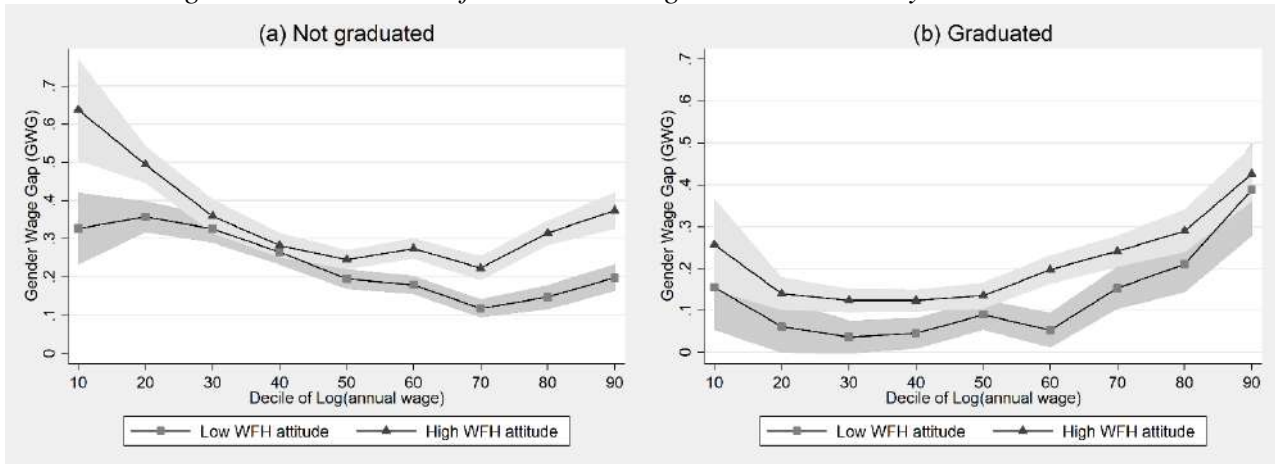 (a) Not graduated
Gender Wage Gap (GWG)
.7
.6
.5
.4
.3
.2
.1
0
10 20 30 40 50 60 70 80 90
Decile of Log(annual wage)
Low WFH attitude High WFH attitude
(b) Graduated
Gender Wage Gap (GWG)
.7
.6
.5
.4
.3
.2
.1
0
10 20 30 40 50 60 70 80 90
Decile of Log(annual wage)
Low WFH attitude High WFH attitude